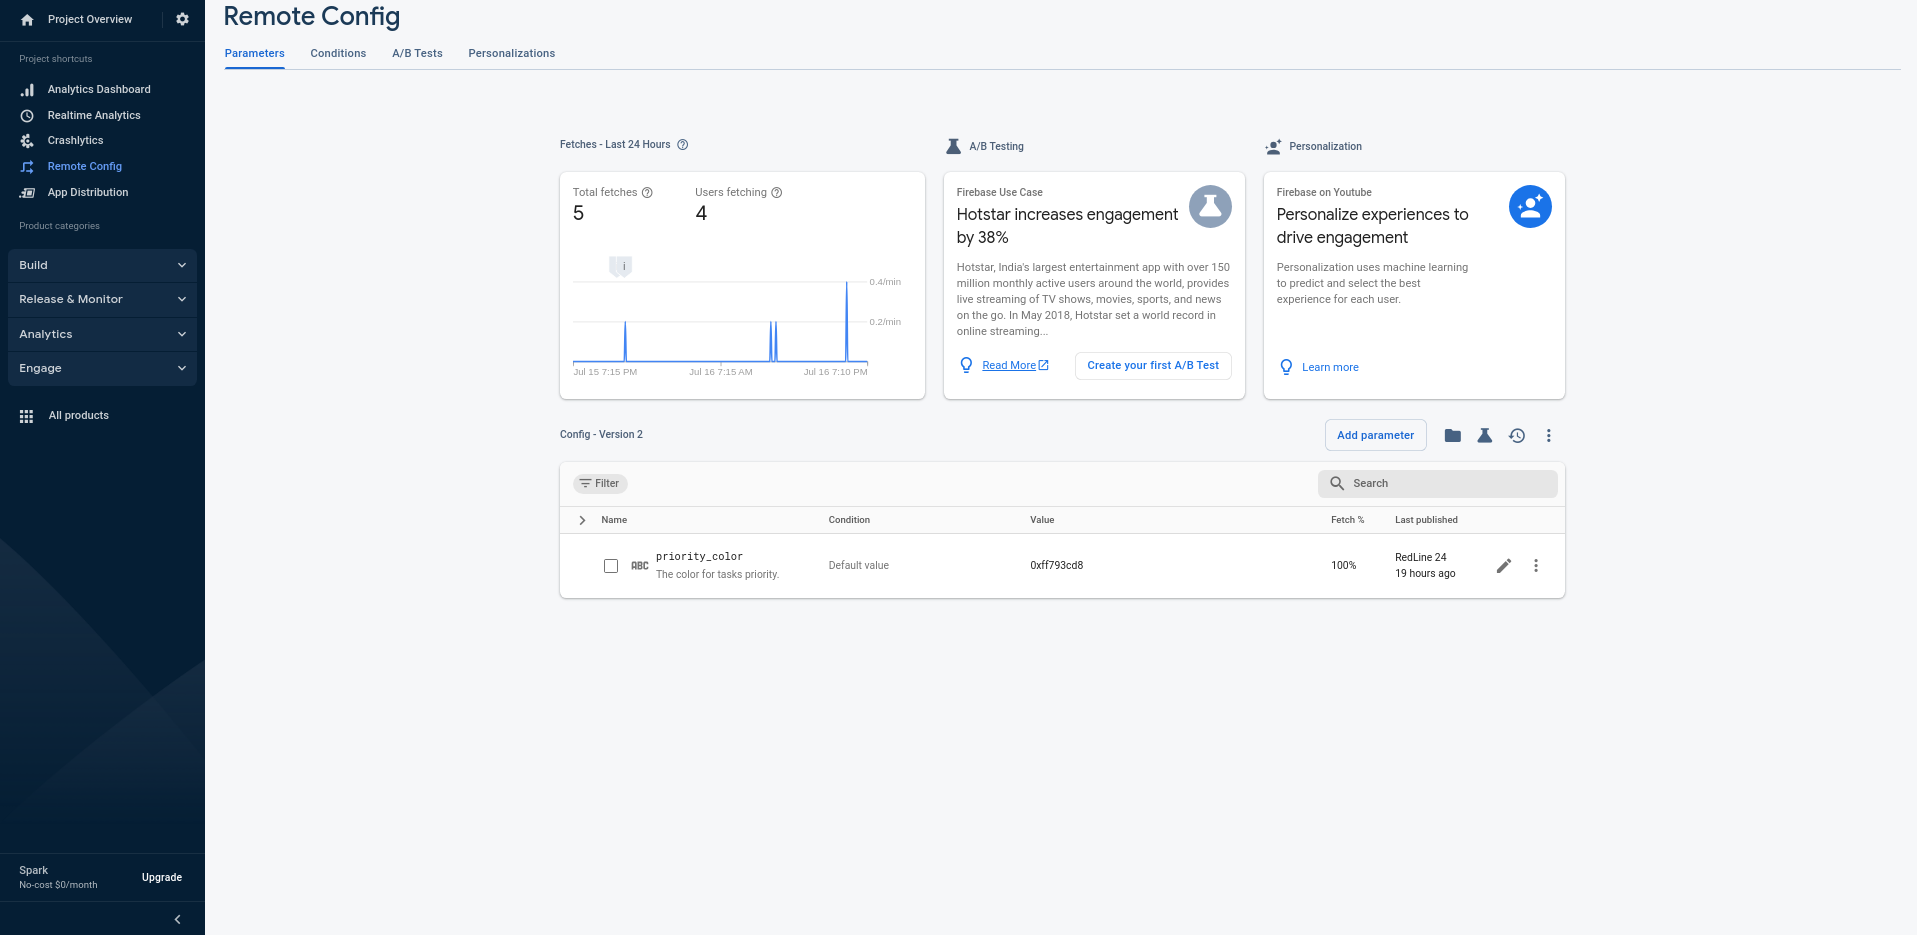 Project Overview
Project shortcuts
Analytics Dashboard
Realtime Analytics
Crashlytics
Remote Config
App Distribution
Product categories
Build
Release & Monitor
Analytics
Engage
All products
Spark
No-cost $0/month
Upgrade
Remote Config
Parameters
Conditions
A/B Tests
Personalizations
Fetches - Last 24 Hours
Total fetches
5
Users fetching
4
i
0.4/min
0.2/min
Jul 15 7:15 PM
Jul 16 7:15 AM
Jul 16 7:10 PM
A/B Testing
Firebase Use Case
Hotstar increases engagement
by 38%
Hotstar, India's largest entertainment app with over 150
million monthly active users around the world, provides
live streaming of TV shows, movies, sports, and news
on the go. In May 2018, Hotstar set a world record in
online streaming...
Read More
Create your first A/B Test
Personalization
Firebase on Youtube
Personalize experiences to
drive engagement
Personalization uses machine learning
to predict and select the best
experience for each user.
Learn more
Config - Version 2
Add parameter
Filter
Search
Name
Condition
Value
Fetch %
Last published
ABC
priority_color
The color for tasks priority.
Default value
0xff793cd8
100%
RedLine 24
19 hours ago